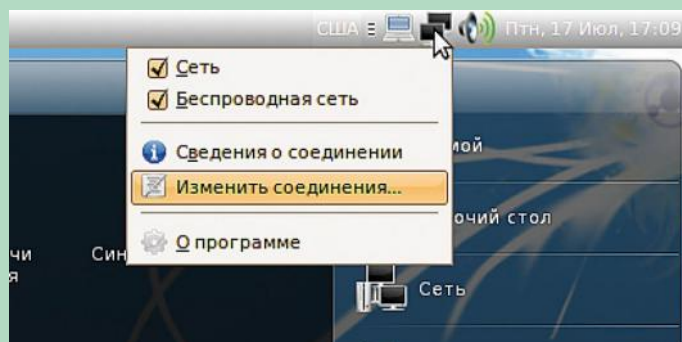 США
Птн, 17 Июл, 17:09
Сеть
Беспроводная сеть
Сведения о соединении
Изменить соединения...
О программе
мой
очий стол
Сеть
чи
я
Син